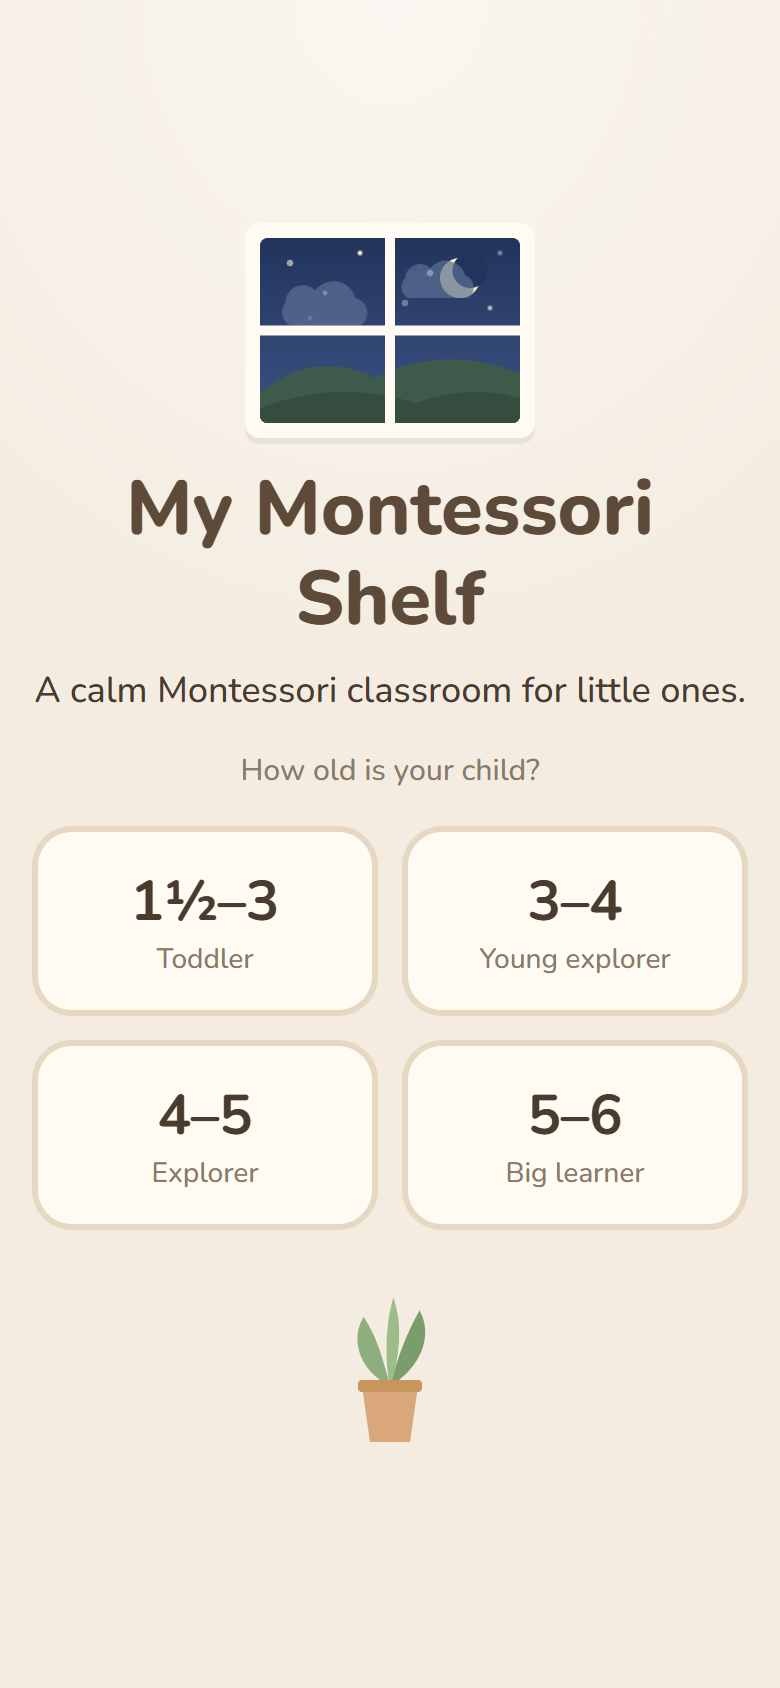 My Montessori
Shelf
A calm Montessori classroom for little ones.
How old is your child?
1½–3
Toddler
3–4
Young explorer
4–5
Explorer
5–6
Big learner